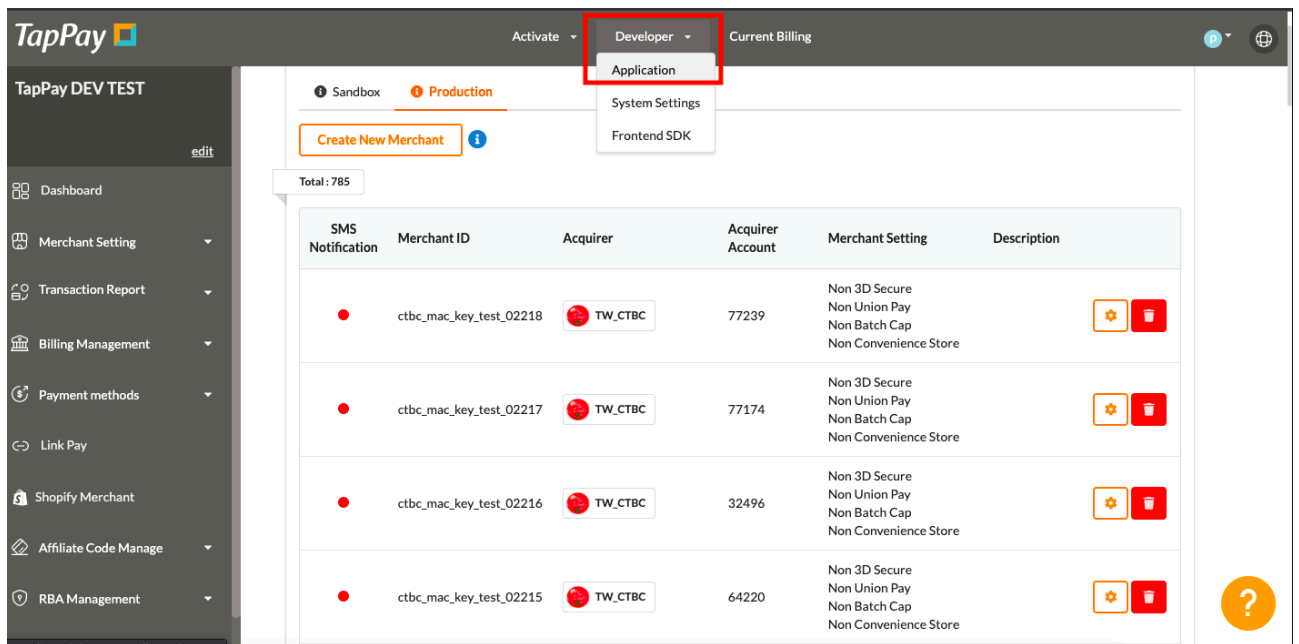 TapPay
Activate
Developer
Current Billing
P
Application
System Settings
Frontend SDK
TapPay DEV TEST
edit
Dashboard
Merchant Setting
Transaction Report
Billing Management
Payment methods
Link Pay
Shopify Merchant
Affiliate Code Manage
RBA Management
Sandbox
Production
Create New Merchant
Total : 785
SMS Notification Merchant ID Acquirer Acquirer Account Merchant Setting Description
ctbc_mac_key_test_02218 TW_CTBC 77239
Non 3D Secure
Non Union Pay
Non Batch Cap
Non Convenience Store
ctbc_mac_key_test_02217 TW_CTBC 77174
Non 3D Secure
Non Union Pay
Non Batch Cap
Non Convenience Store
ctbc_mac_key_test_02216 TW_CTBC 32496
Non 3D Secure
Non Union Pay
Non Batch Cap
Non Convenience Store
ctbc_mac_key_test_02215 TW_CTBC 64220
Non 3D Secure
Non Union Pay
Non Batch Cap
Non Convenience Store
?